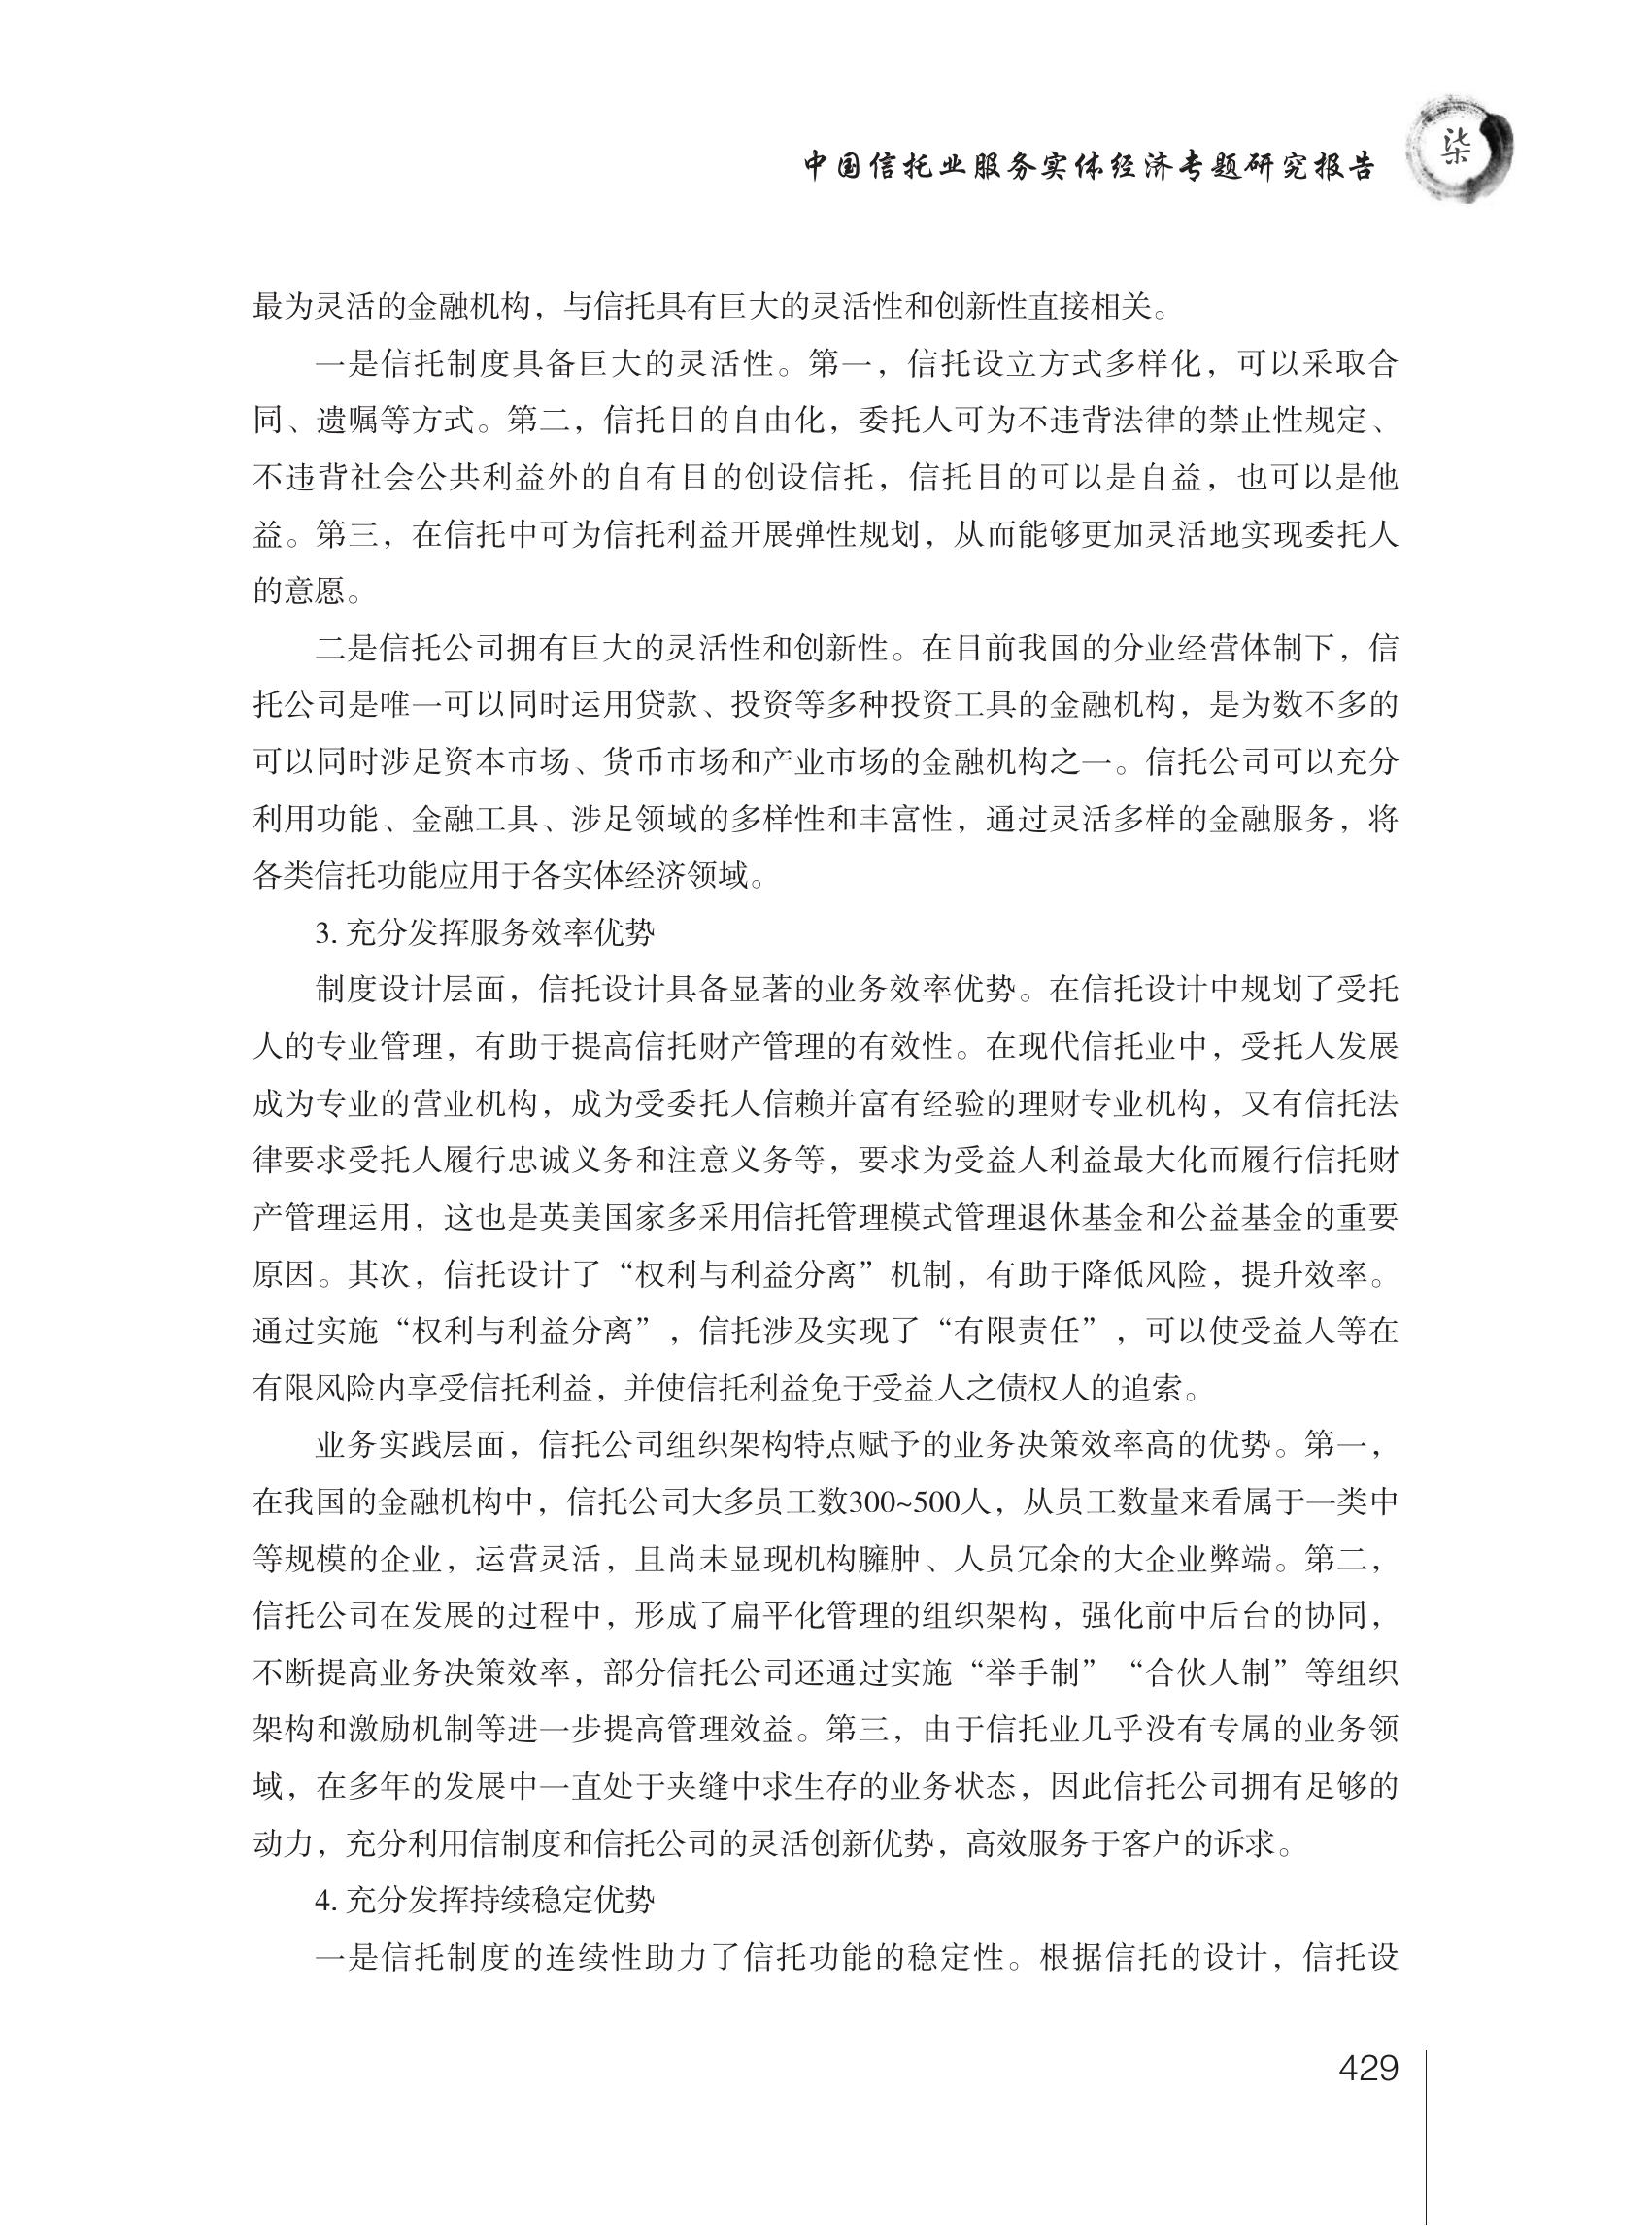 中国信托业服务实体经济专题研究报告
柒
最为灵活的金融机构，与信托具有巨大的灵活性和创新性直接相关。
一是信托制度具备巨大的灵活性。第一，信托设立方式多样化，可以采取合
同、遗嘱等方式。第二，信托目的自由化，委托人可为不违背法律的禁止性规定、
不违背社会公共利益外的自有目的创设信托，信托目的可以是自益，也可以是他
益。第三，在信托中可为信托利益开展弹性规划，从而能够更加灵活地实现委托人
的意愿。
二是信托公司拥有巨大的灵活性和创新性。在目前我国的分业经营体制下，信
托公司是唯一可以同时运用贷款、投资等多种投资工具的金融机构，是为数不多的
可以同时涉足资本市场、货币市场和产业市场的金融机构之一。信托公司可以充分
利用功能、金融工具、涉足领域的多样性和丰富性，通过灵活多样的金融服务，将
各类信托功能应用于各实体经济领域。
3. 充分发挥服务效率优势
制度设计层面，信托设计具备显著的业务效率优势。在信托设计中规划了受托
人的专业管理，有助于提高信托财产管理的有效性。在现代信托业中，受托人发展
成为专业的营业机构，成为受委托人信赖并富有经验的理财专业机构，又有信托法
律要求受托人履行忠诚义务和注意义务等，要求为受益人利益最大化而履行信托财
产管理运用，这也是英美国家多采用信托管理模式管理退休基金和公益基金的重要
原因。其次，信托设计了“权利与利益分离”机制，有助于降低风险，提升效率。
通过实施“权利与利益分离”，信托涉及实现了“有限责任”，可以使受益人等在
有限风险内享受信托利益，并使信托利益免于受益人之债权人的追索。
业务实践层面，信托公司组织架构特点赋予的业务决策效率高的优势。第一，
在我国的金融机构中，信托公司大多员工数300~500人，从员工数量来看属于一类中
等规模的企业，运营灵活，且尚未显现机构臃肿、人员冗余的大企业弊端。第二，
信托公司在发展的过程中，形成了扁平化管理的组织架构，强化前中后台的协同，
不断提高业务决策效率，部分信托公司还通过实施“举手制”“合伙人制”等组织
架构和激励机制等进一步提高管理效益。第三，由于信托业几乎没有专属的业务领
域，在多年的发展中一直处于夹缝中求生存的业务状态，因此信托公司拥有足够的
动力，充分利用信制度和信托公司的灵活创新优势，高效服务于客户的诉求。
4. 充分发挥持续稳定优势
一是信托制度的连续性助力了信托功能的稳定性。根据信托的设计，信托设
429